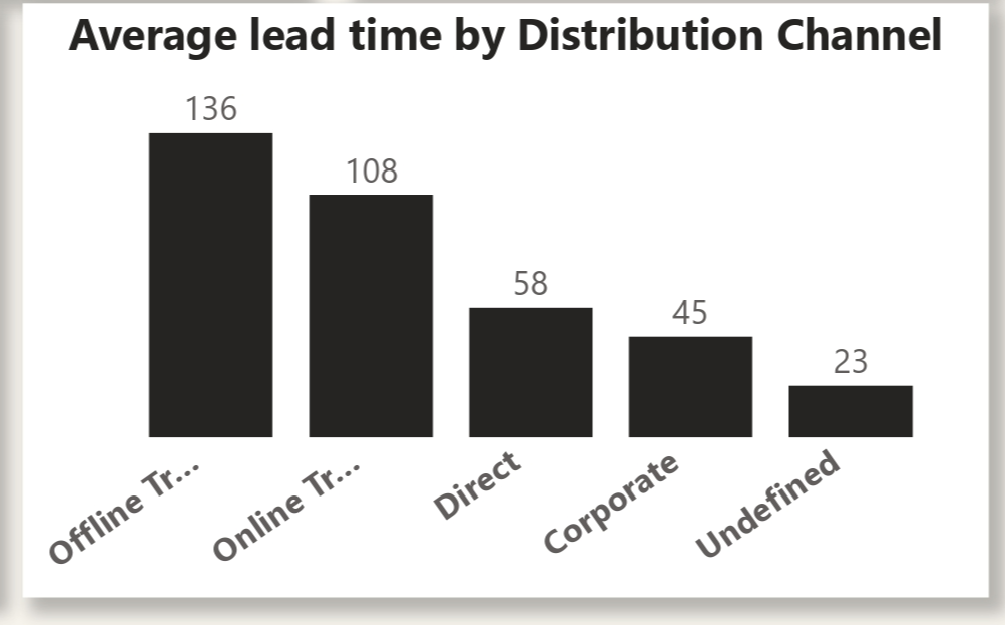 Average lead time by Distribution Channel
136
108
58
45
23
Offline Tr...
Online Tr...
Direct
Corporate
Undefined